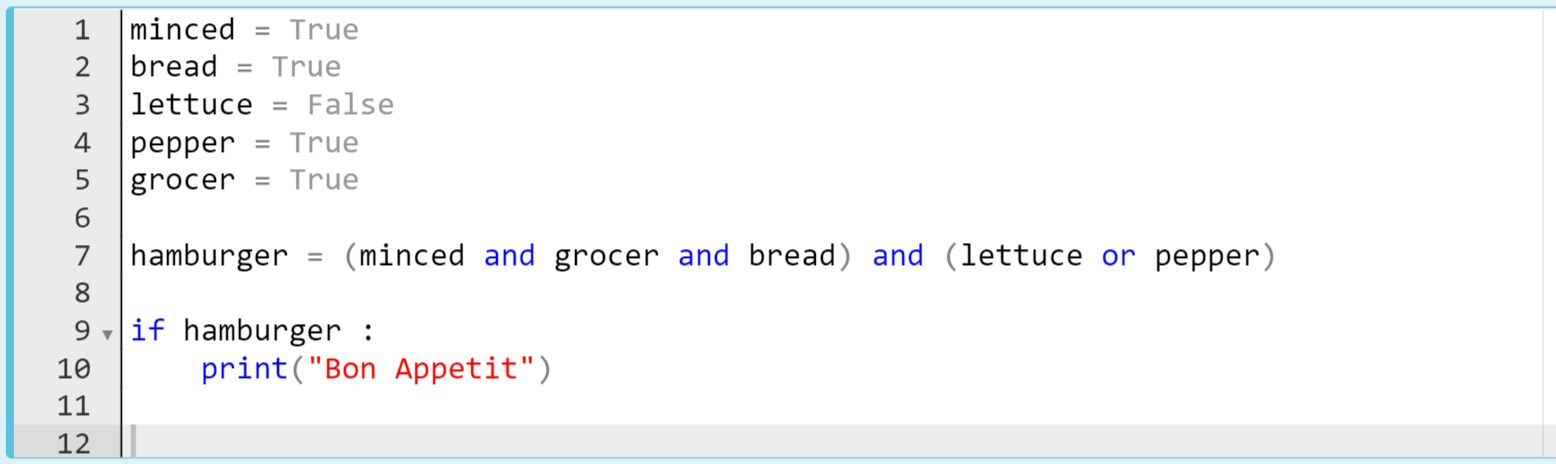 1 minced = True
2 bread = True
3 lettuce = False
4 pepper = True
5 grocer = True
6
7 hamburger = (minced and grocer and bread) and (lettuce or pepper)
8
9 if hamburger :
10     print("Bon Appetit")
11
12